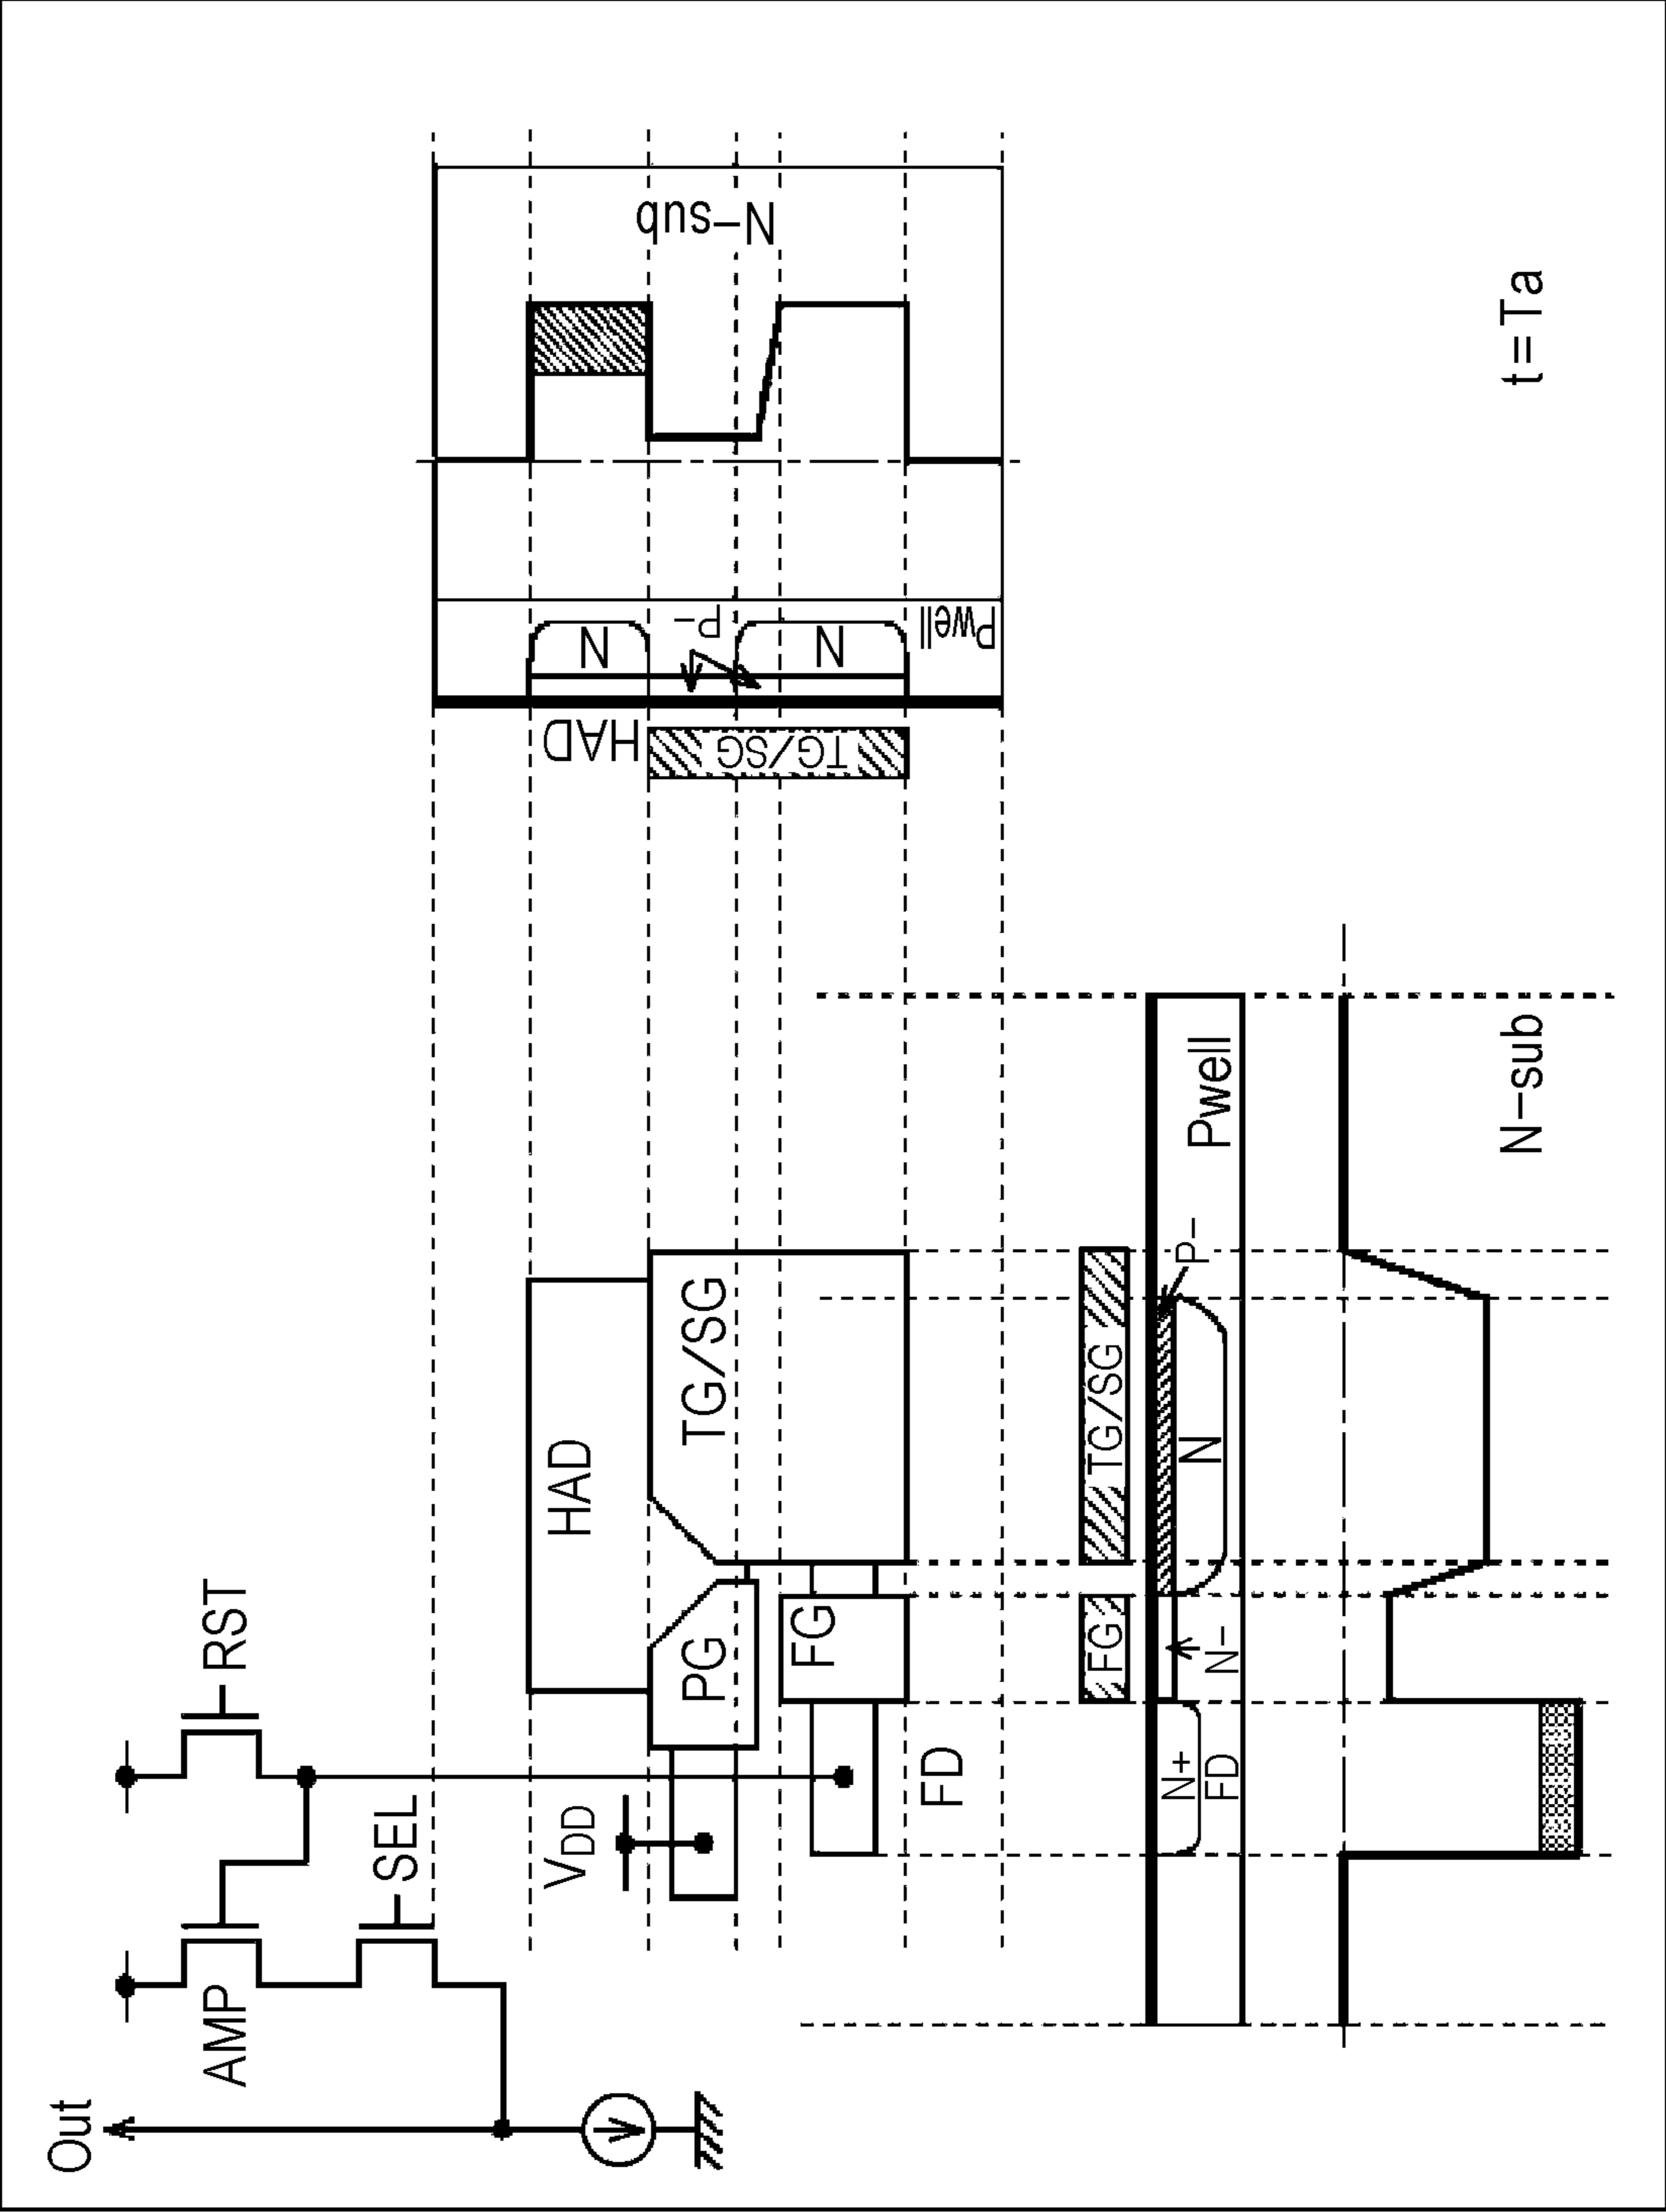 Out
AMP
SEL
RST
VDD
HAD
PG
TG/SG
FG
FD
HAD
TG/SG
N
P−
N
Pwell
N−sub
FG
TG/SG
N+
FD
N−
N
P−
Pwell
N−sub
t=Ta